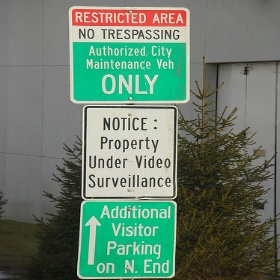 RESTRICTED AREA
NO TRESPASSING
Authorized City
Maintenance Veh
ONLY
NOTICE:
Property
Under Video
Surveillance
Additional
Visitor
Parking
on N. End